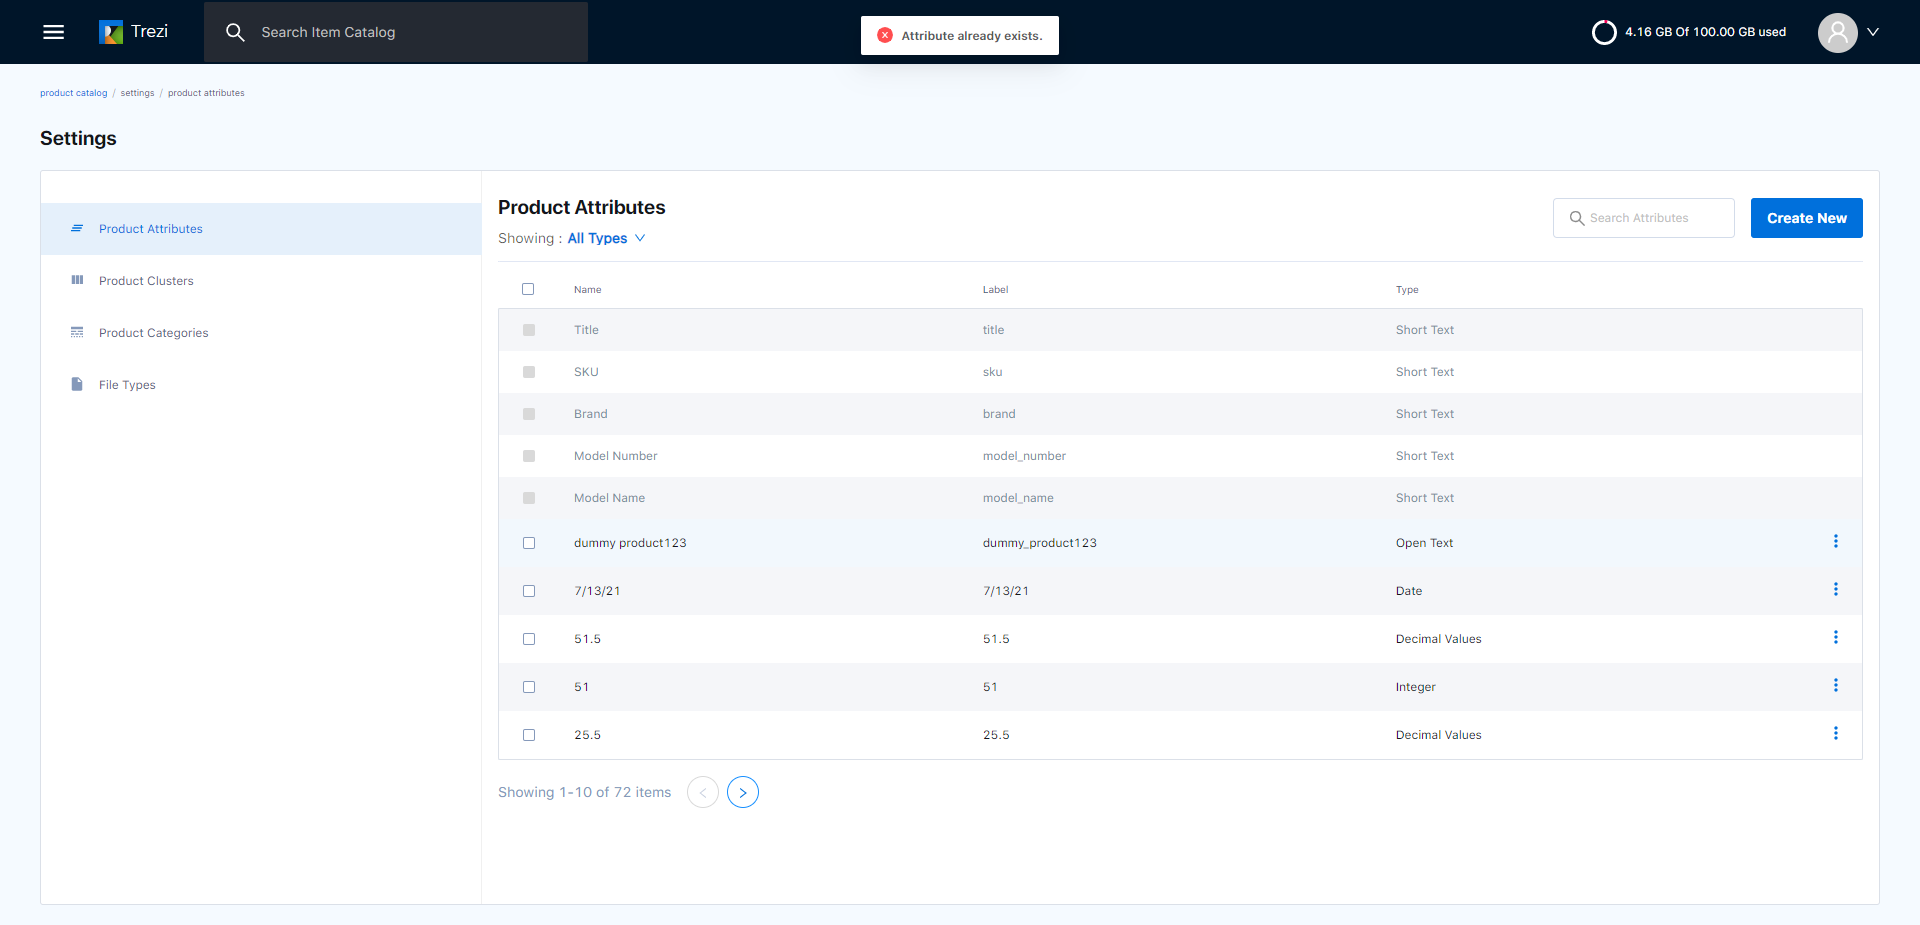 Trezi
Search Item Catalog
Attribute already exists.
4.16 GB Of 100.00 GB used
product catalog / settings / product attributes
Settings
Product Attributes
Product Clusters
Product Categories
File Types
Product Attributes
Showing : All Types
Search Attributes
Create New
Name Label Type
Title title Short Text
SKU sku Short Text
Brand brand Short Text
Model Number model_number Short Text
Model Name model_name Short Text
dummy product123 dummy_product123 Open Text
7/13/21 7/13/21 Date
51.5 51.5 Decimal Values
51 51 Integer
25.5 25.5 Decimal Values
Showing 1-10 of 72 items